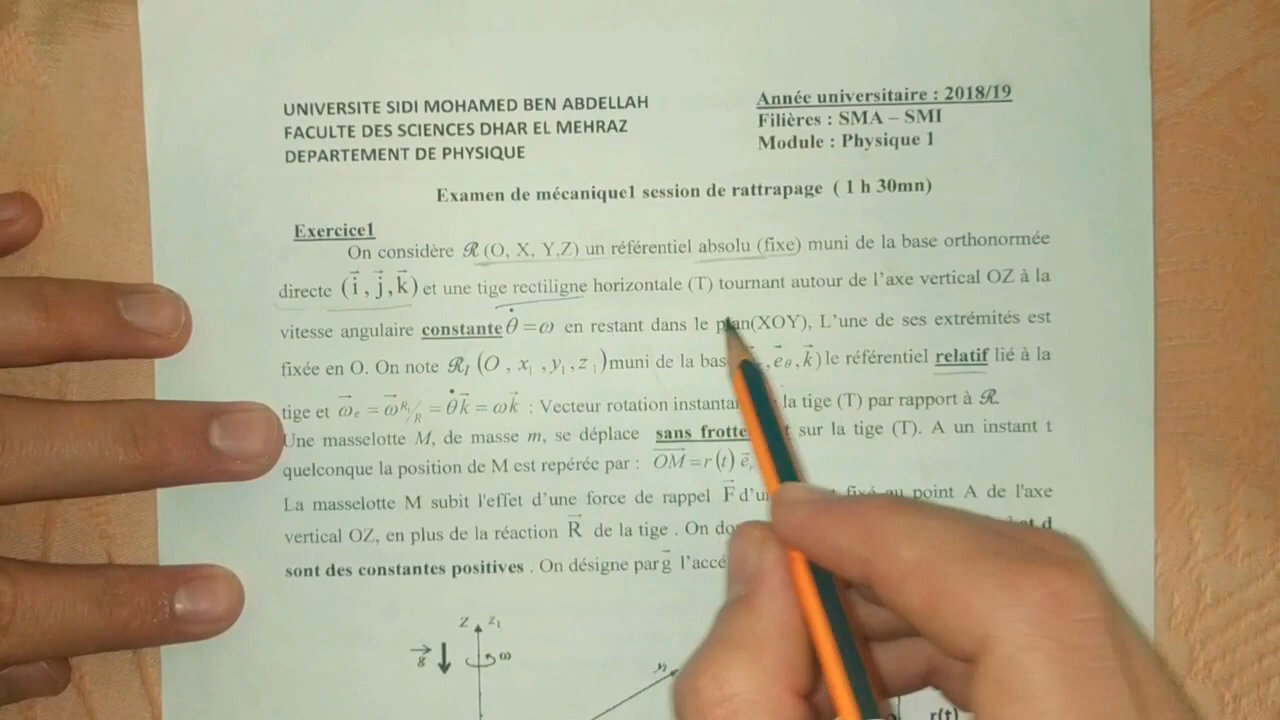 UNIVERSITE SIDI MOHAMED BEN ABDELLAH
FACULTE DES SCIENCES DHAR EL MEHRAZ
DEPARTEMENT DE PHYSIQUE
Année universitaire : 2018/19
Filières : SMA – SMI
Module : Physique 1
Examen de mécanique1 session de rattrapage ( 1 h 30mn)
Exercice1
On considère ℛ (O, X, Y,Z) un référentiel absolu (fixe) muni de la base orthonormée
directe (i⃗ , j⃗, k⃗) et une tige rectiligne horizontale (T) tournant autour de l'axe vertical OZ à la
vitesse angulaire constante θ̇ = ω en restant dans le plan(XOY), L'une de ses extrémités est
fixée en O. On note ℛ₁ (O , x₁ , y₁ , z ₁) muni de la , e⃗θ , k⃗) le référentiel relatif lié à la
tige et ω⃗e = ω⃗ R₁/R = θ̇ k⃗ = ω k⃗ ; Vecteur rotation la tige (T) par rapport à ℛ.
Une masselotte M, de masse m, se déplace sans sur la tige (T). A un instant t
quelconque la position de M est repérée par : OM⃗ = r (t) e⃗r
La masselotte M subit l'effet d'une force de rappel F⃗ au point A de l'axe
vertical OZ, en plus de la réaction R⃗ de la tige . On et d
sont des constantes positives . On désigne par g⃗
Z z₁
g⃗ ω
r(t)